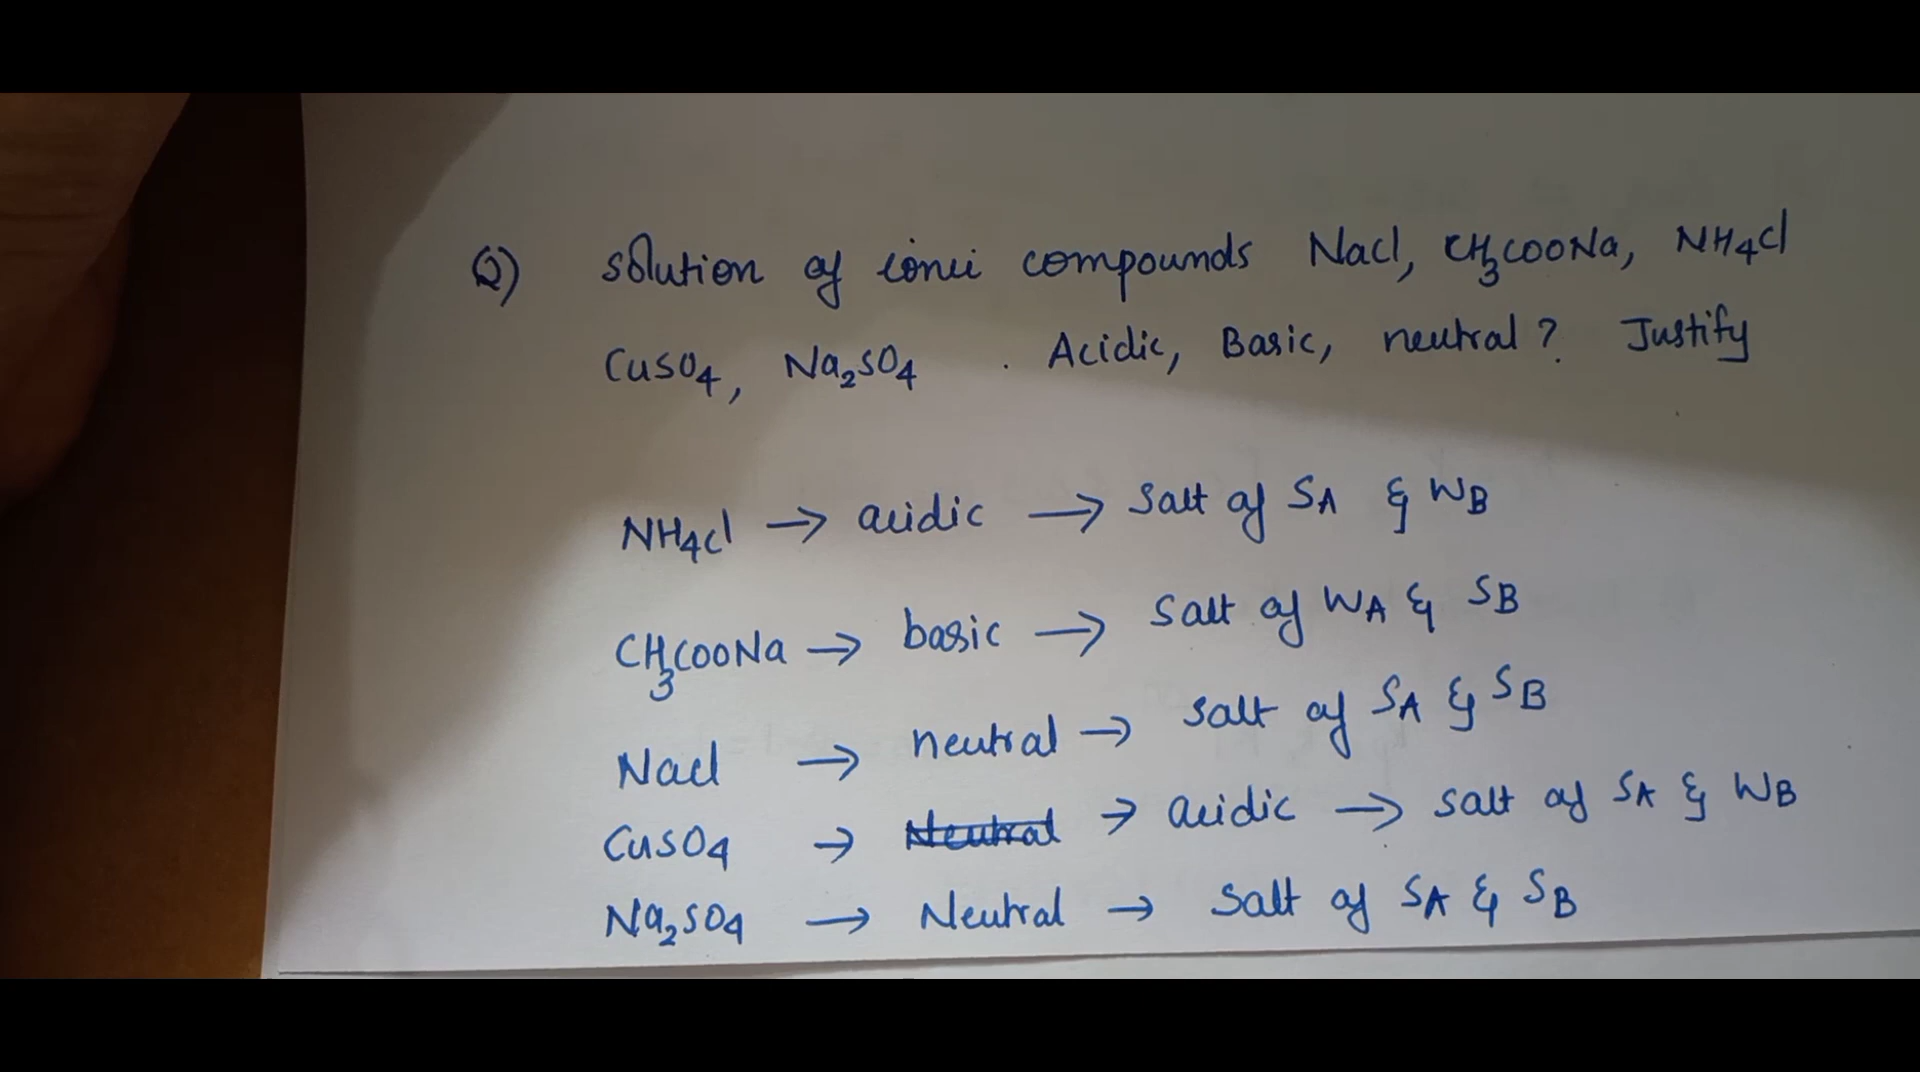 Q) solution of ionic compounds Nacl, CH3COONa, NH4Cl
CuSO4, Na2SO4 . Acidic, Basic, neutral? Justify
NH4Cl → acidic → Salt of SA & WB
CH3COONa → basic → Salt of WA & SB
Nacl → neutral → Salt of SA & SB
CuSO4 → Neutral → acidic → salt of SA & WB
Na2SO4 → Neutral → Salt of SA & SB